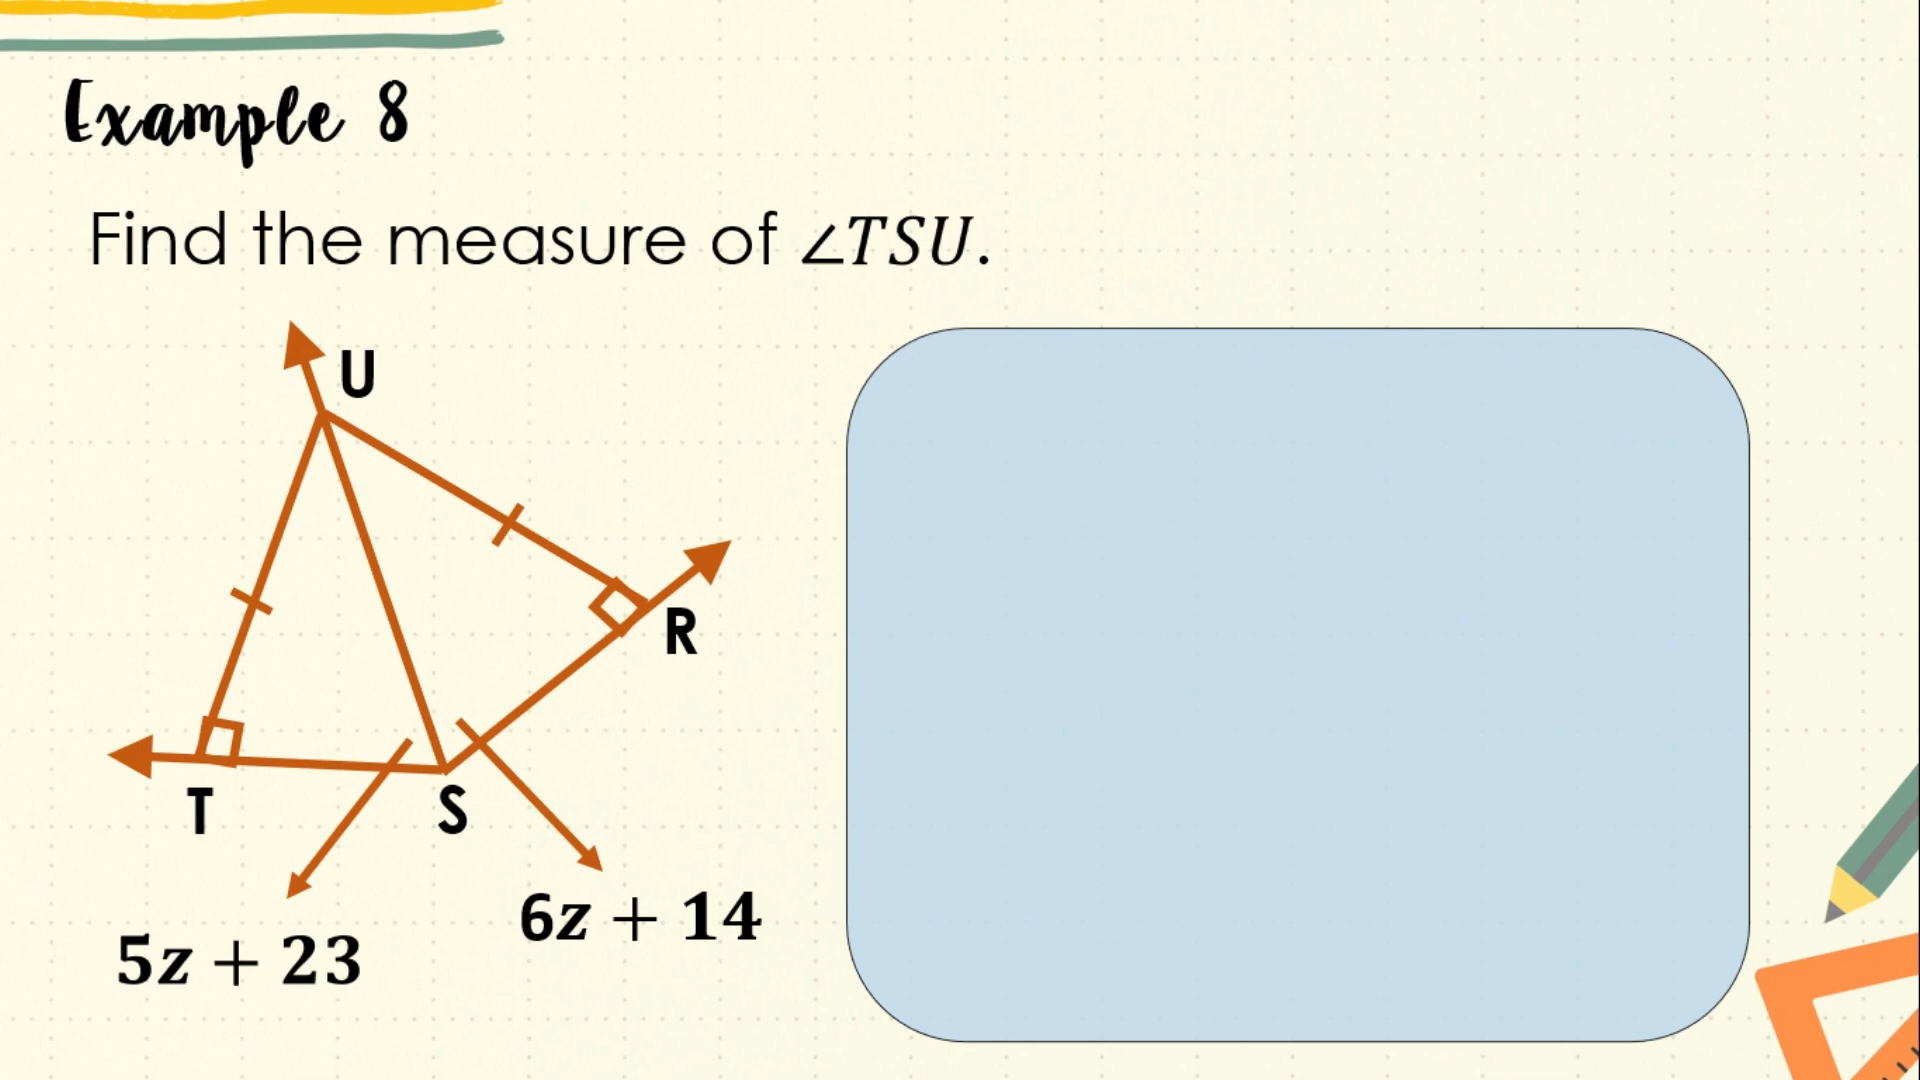 Example 8
Find the measure of ∠TSU.
U
R
T
S
6z + 14
5z + 23